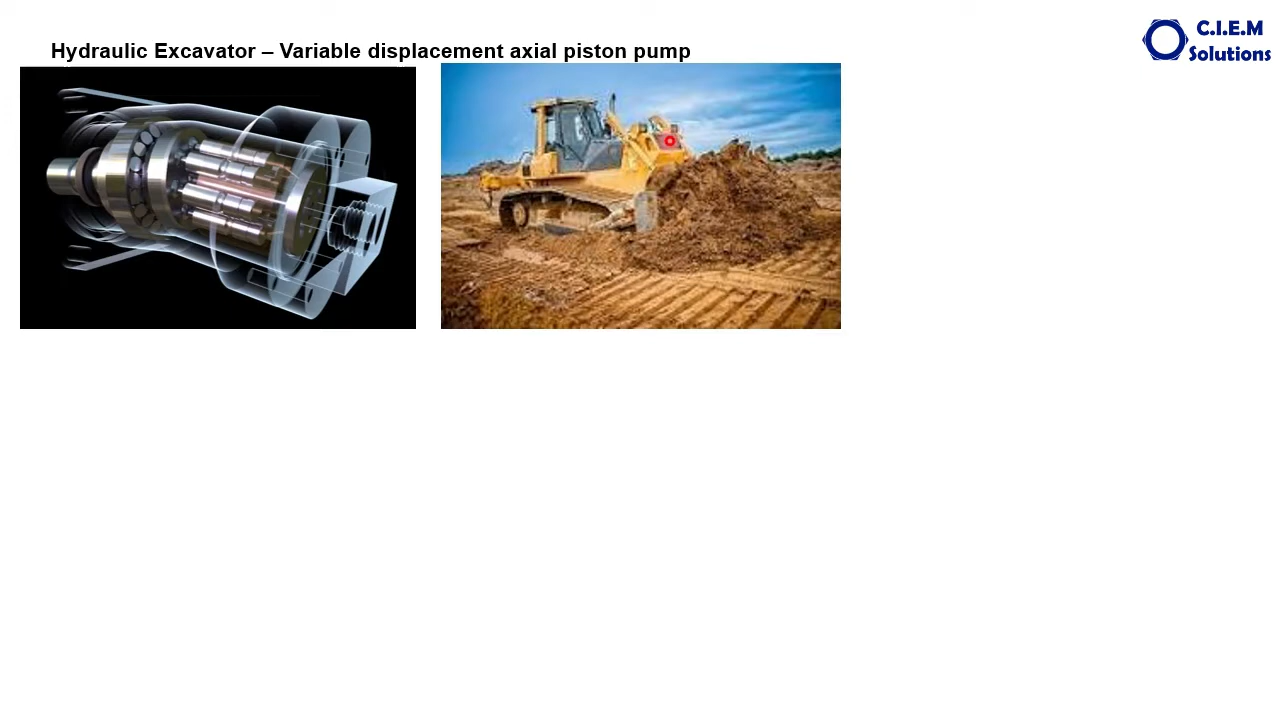 Hydraulic Excavator – Variable displacement axial piston pump
C.I.E.M
Solutions